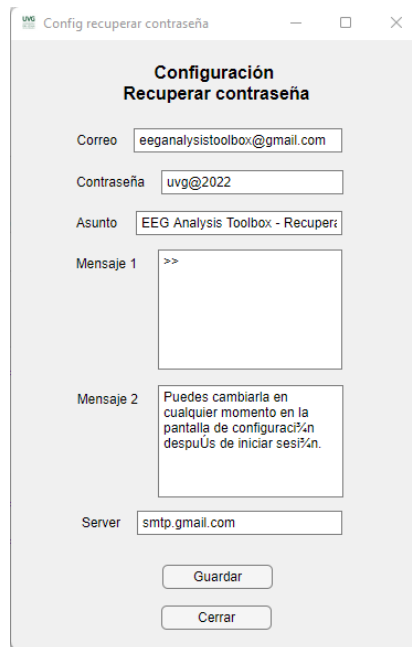 UVG Config recuperar contraseña
Configuración
Recuperar contraseña
Correo eeganalysistoolbox@gmail.com
Contraseña uvg@2022
Asunto EEG Analysis Toolbox - Recupera
Mensaje 1 >>
Mensaje 2 Puedes cambiarla en
cualquier momento en la
pantalla de configuraci¾n
despuÚs de iniciar sesi¾n.
Server smtp.gmail.com
Guardar
Cerrar